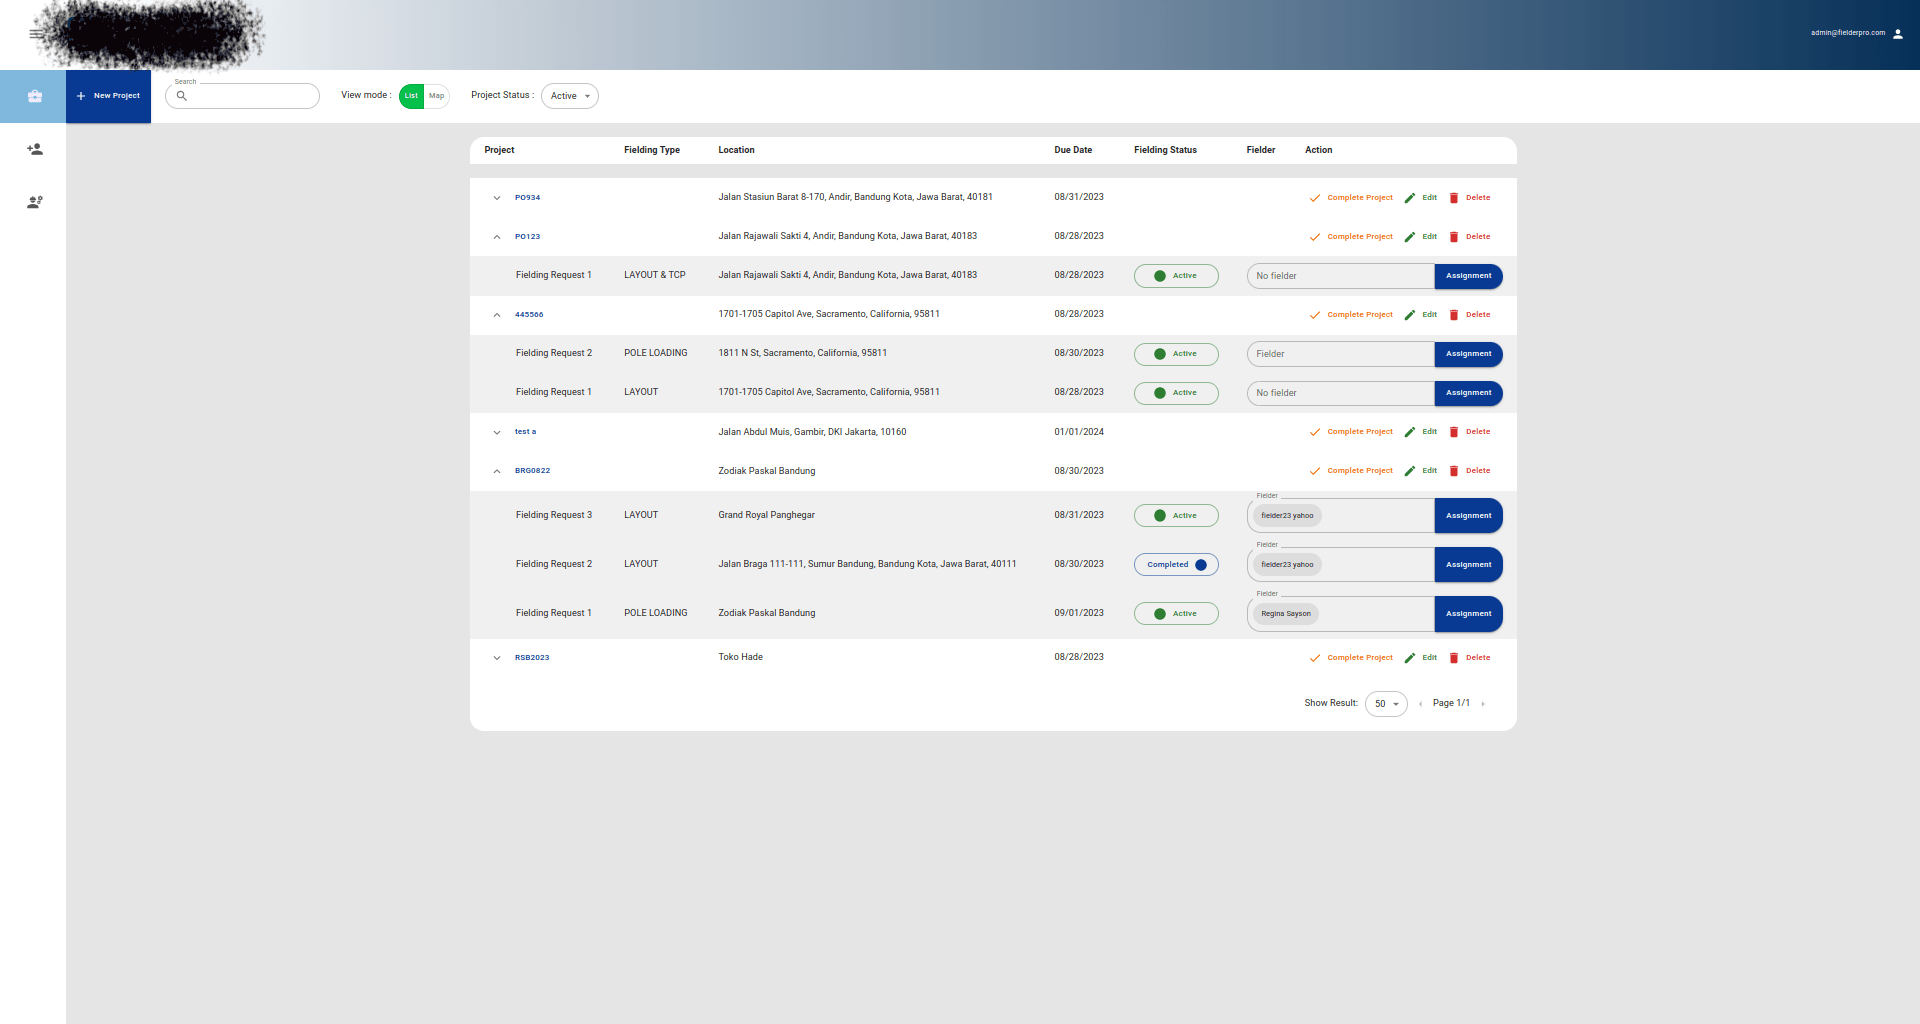 admin@fielderpro.com
New Project
Search
View mode : List Map Project Status : Active
Project Fielding Type Location Due Date Fielding Status Fielder Action
PO934 Jalan Stasiun Barat 8-170, Andir, Bandung Kota, Jawa Barat, 40181 08/31/2023 Complete Project Edit Delete
PO123 Jalan Rajawali Sakti 4, Andir, Bandung Kota, Jawa Barat, 40183 08/28/2023 Complete Project Edit Delete
Fielding Request 1 LAYOUT & TCP Jalan Rajawali Sakti 4, Andir, Bandung Kota, Jawa Barat, 40183 08/28/2023 Active No fielder Assignment
445566 1701-1705 Capitol Ave, Sacramento, California, 95811 08/28/2023 Complete Project Edit Delete
Fielding Request 2 POLE LOADING 1811 N St, Sacramento, California, 95811 08/30/2023 Active Fielder Assignment
Fielding Request 1 LAYOUT 1701-1705 Capitol Ave, Sacramento, California, 95811 08/28/2023 Active No fielder Assignment
test a Jalan Abdul Muis, Gambir, DKI Jakarta, 10160 01/01/2024 Complete Project Edit Delete
BRG0822 Zodiak Paskal Bandung 08/30/2023 Complete Project Edit Delete
Fielder
Fielding Request 3 LAYOUT Grand Royal Panghegar 08/31/2023 Active fielder23 yahoo Assignment
Fielder
Fielding Request 2 LAYOUT Jalan Braga 111-111, Sumur Bandung, Bandung Kota, Jawa Barat, 40111 08/30/2023 Completed fielder23 yahoo Assignment
Fielder
Fielding Request 1 POLE LOADING Zodiak Paskal Bandung 09/01/2023 Active Regina Sayson Assignment
RSB2023 Toko Hade 08/28/2023 Complete Project Edit Delete
Show Result: 50 Page 1/1